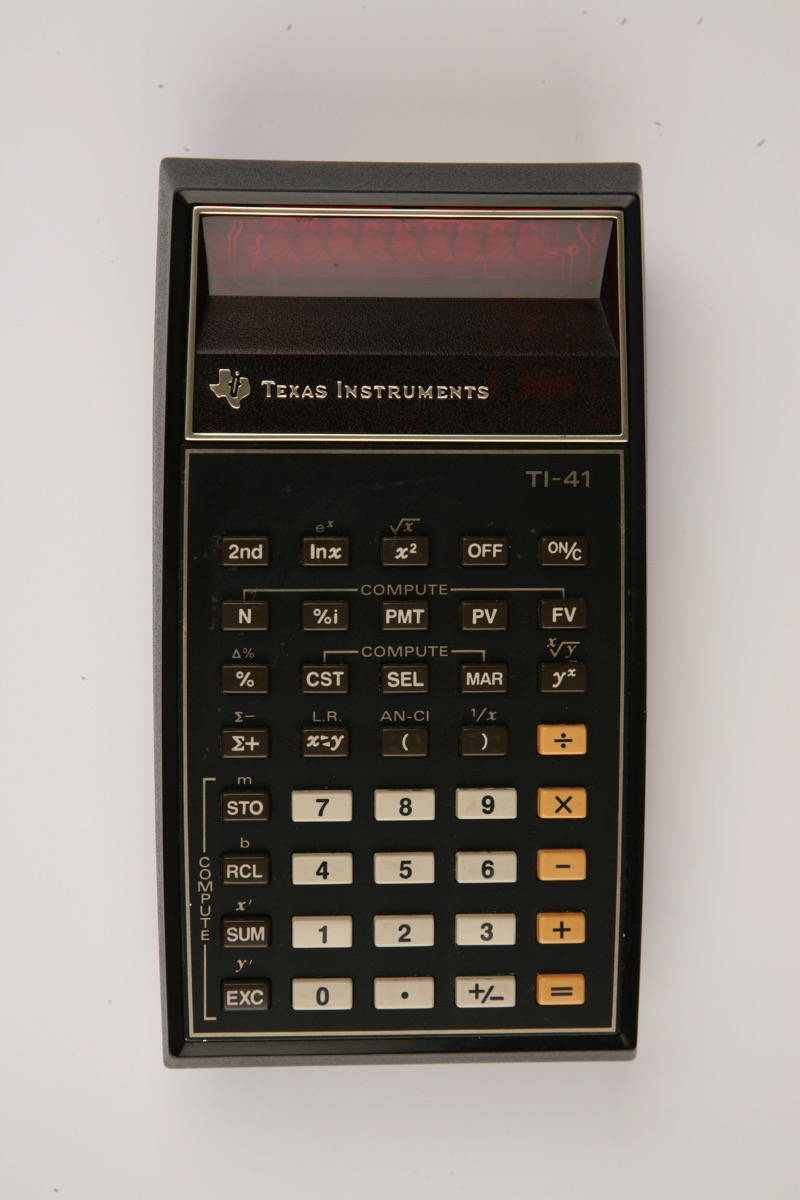 TEXAS INSTRUMENTS
TI-41
eˣ √x
2nd lnx x² OFF ON/C
COMPUTE
N %i PMT PV FV
Δ% COMPUTE ˣ√y
% CST SEL MAR yˣ
Σ− L.R. AN-CI 1/x
Σ+ x⇄y ( ) ÷
m
STO 7 8 9 ×
b
RCL 4 5 6 −
COMPUTE
x'
SUM 1 2 3 +
y'
EXC 0 . +/− =